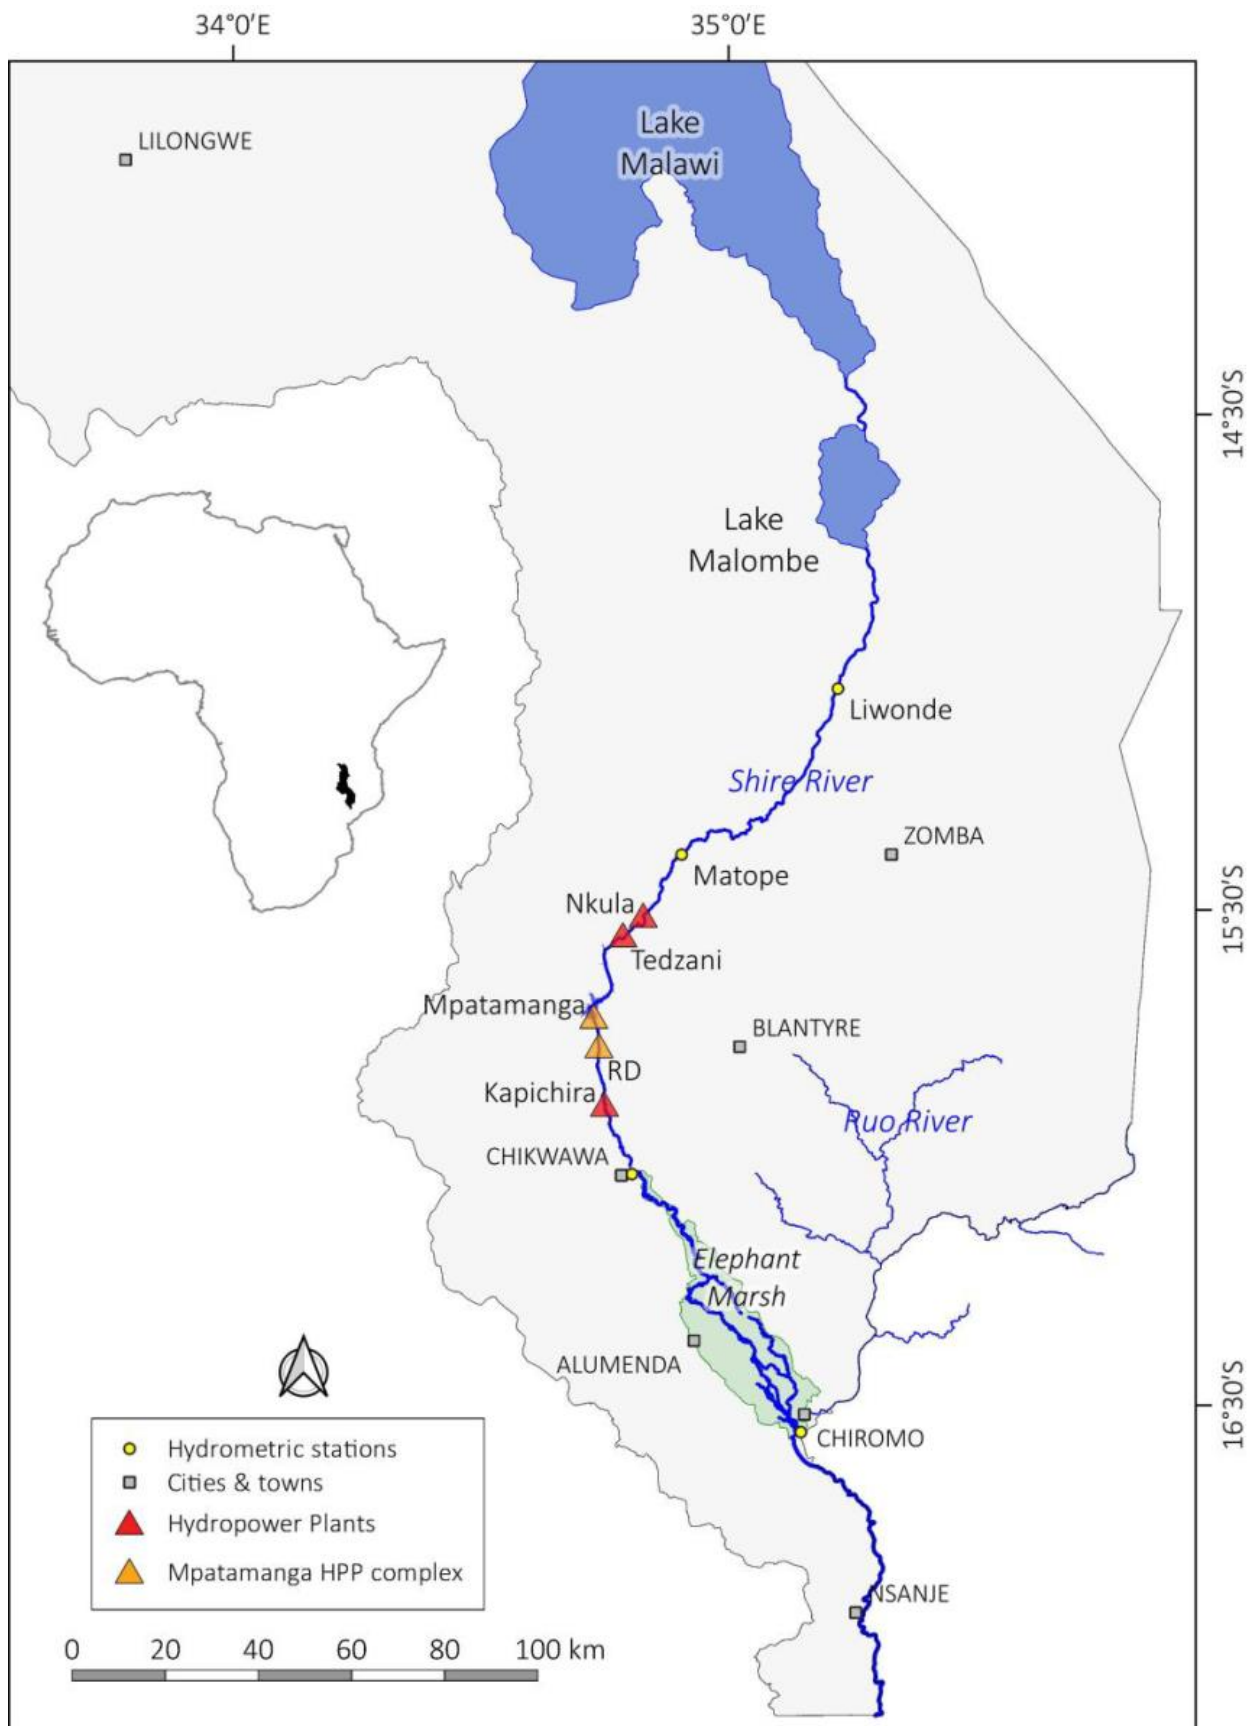 34°0'E
35°0'E
LILONGWE
Lake
Malawi
14°30'S
Lake
Malombe
Liwonde
Shire River
ZOMBA
Matope
Nkula
15°30'S
Tedzani
Mpatamanga
BLANTYRE
RD
Kapichira
Ruo River
CHIKWAWA
Elephant
Marsh
ALUMENDA
16°30'S
CHIROMO
Hydrometric stations
Cities & towns
Hydropower Plants
Mpatamanga HPP complex
NSANJE
0 20 40 60 80 100 km